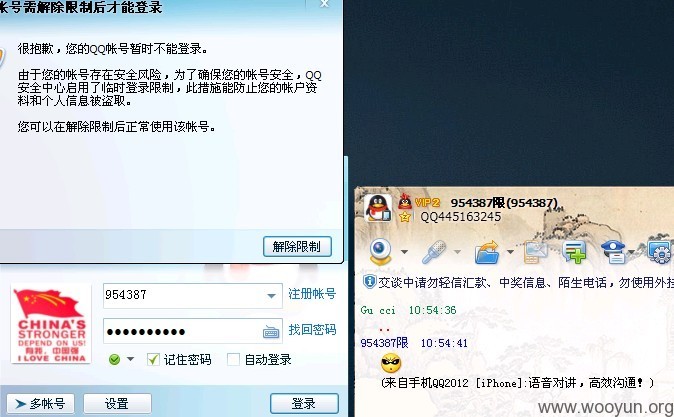 帐号需解除限制后才能登录
很抱歉，您的QQ帐号暂时不能登录。
由于您的帐号存在安全风险，为了确保您的帐号安全，QQ
安全中心启用了临时登录限制，此措施能防止您的帐户资
料和个人信息被盗取。
您可以在解除限制后正常使用该帐号。
解除限制
954387
注册帐号
找回密码
记住密码
自动登录
多帐号
设置
登录
CHINA'S
STRONGER
DEPEND ON US!
有我，中国强
I LOVE CHINA
VIP2 954387限(954387)
QQ445163245
交谈中请勿轻信汇款、中奖信息、陌生电话，勿使用外挂
Gu cci 10:54:36
..
954387限 10:54:41
(来自手机QQ2012 [iPhone]:语音对讲，高效沟通！)
www.wooyun.org